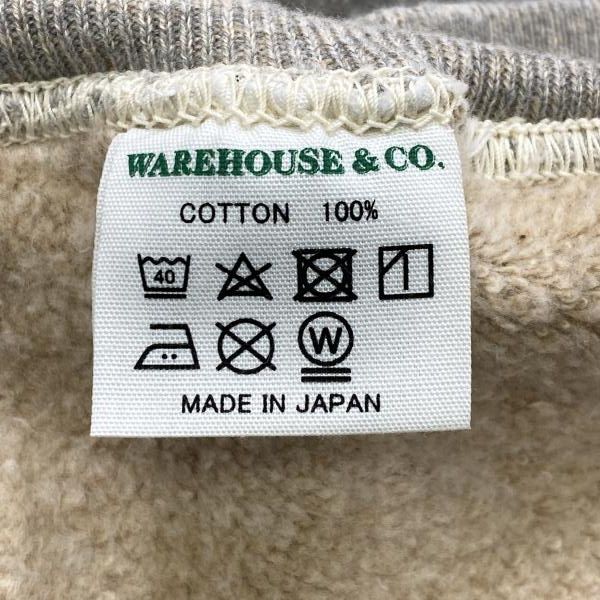 WAREHOUSE & CO.
COTTON 100%
40
W
MADE IN JAPAN